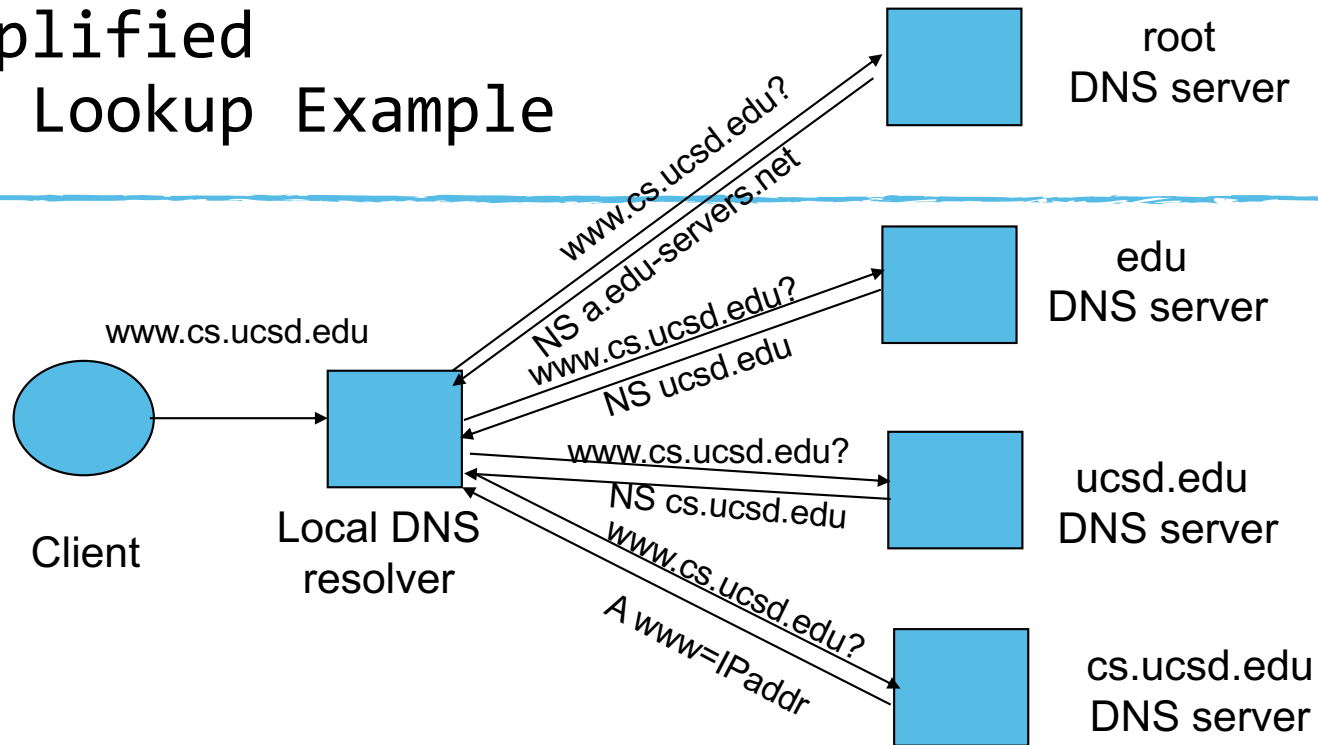 plified
Lookup Example
root
DNS server
www.cs.ucsd.edu?
NS a.edu-servers.net
edu
DNS server
www.cs.ucsd.edu?
NS ucsd.edu
www.cs.ucsd.edu
Client
Local DNS
resolver
www.cs.ucsd.edu?
NS cs.ucsd.edu
ucsd.edu
DNS server
www.cs.ucsd.edu?
A www=IPaddr
cs.ucsd.edu
DNS server